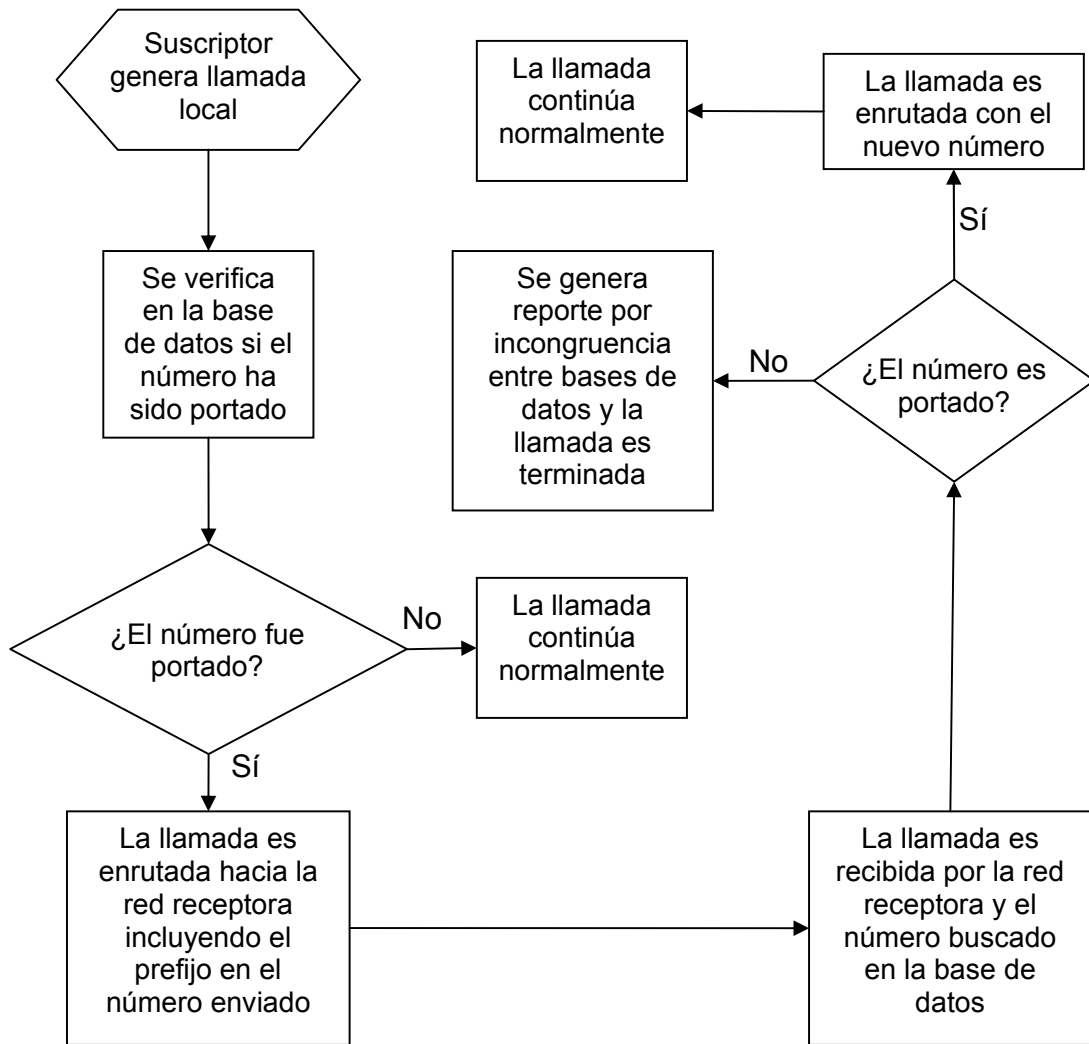 Suscriptor
genera llamada
local
Se verifica
en la base
de datos si el
número ha
sido portado
¿El número fue
portado?
No
La llamada
continúa
normalmente
Sí
La llamada es
enrutada hacia la
red receptora
incluyendo el
prefijo en el
número enviado
La llamada es
recibida por la red
receptora y el
número buscado
en la base de
datos
¿El número es
portado?
No
Se genera
reporte por
incongruencia
entre bases de
datos y la
llamada es
terminada
Sí
La llamada es
enrutada con el
nuevo número
La llamada
continúa
normalmente